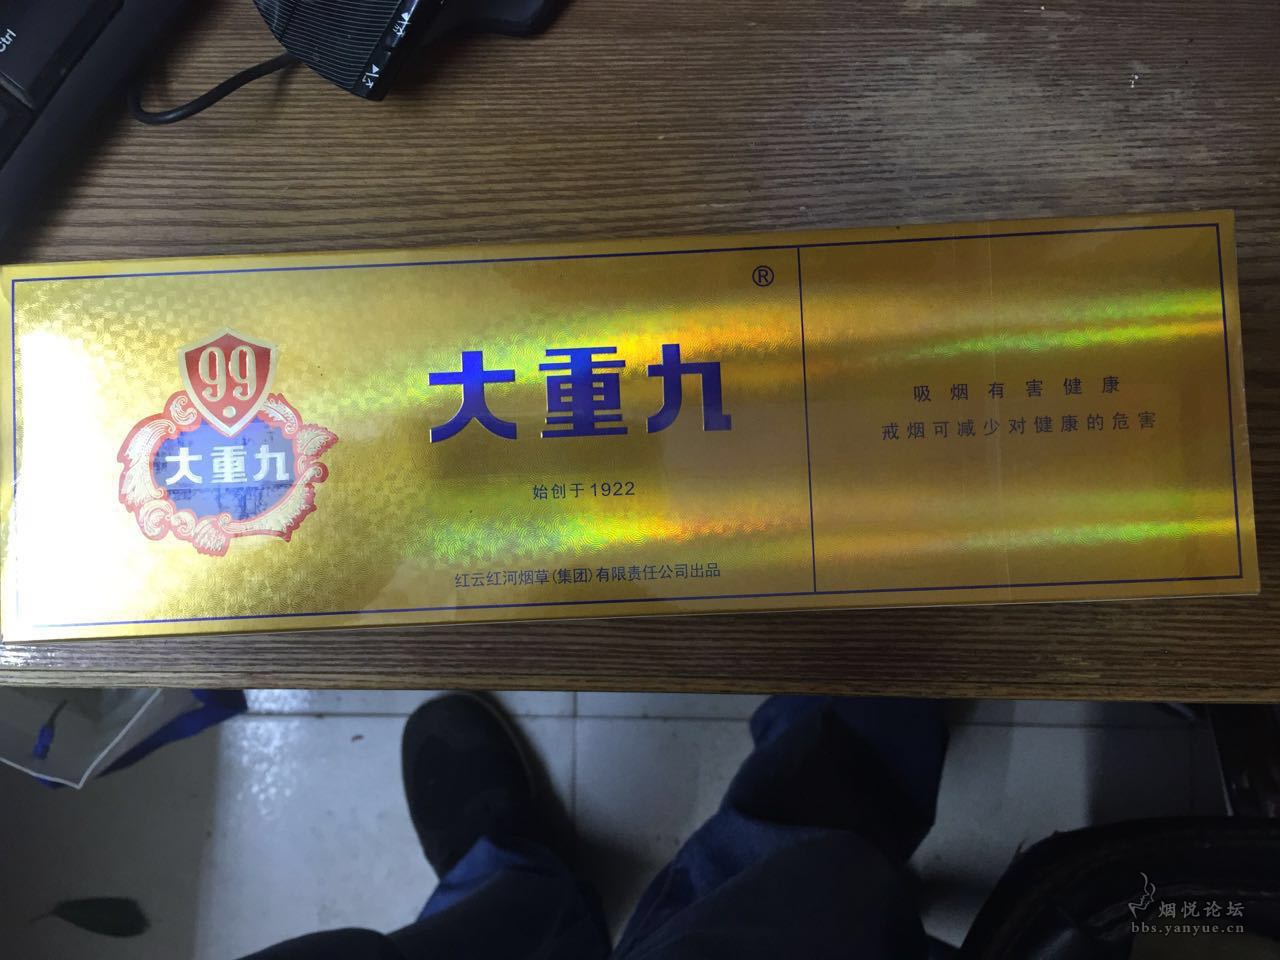 Ctrl
®
99
大重九
大重九
始创于1922
红云红河烟草(集团)有限责任公司出品
吸烟有害健康
戒烟可减少对健康的危害
烟悦论坛
bbs.yanyue.cn